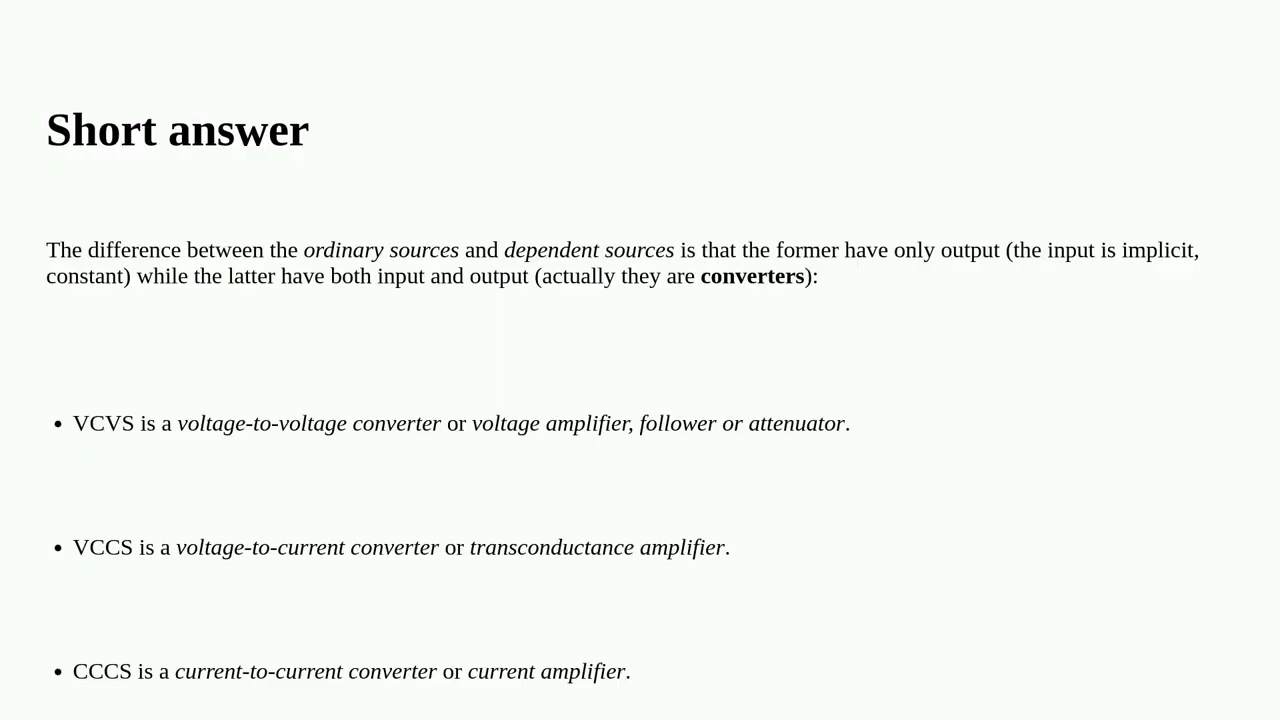 Short answer
The difference between the ordinary sources and dependent sources is that the former have only output (the input is implicit,
constant) while the latter have both input and output (actually they are converters):
• VCVS is a voltage-to-voltage converter or voltage amplifier, follower or attenuator.
• VCCS is a voltage-to-current converter or transconductance amplifier.
• CCCS is a current-to-current converter or current amplifier.